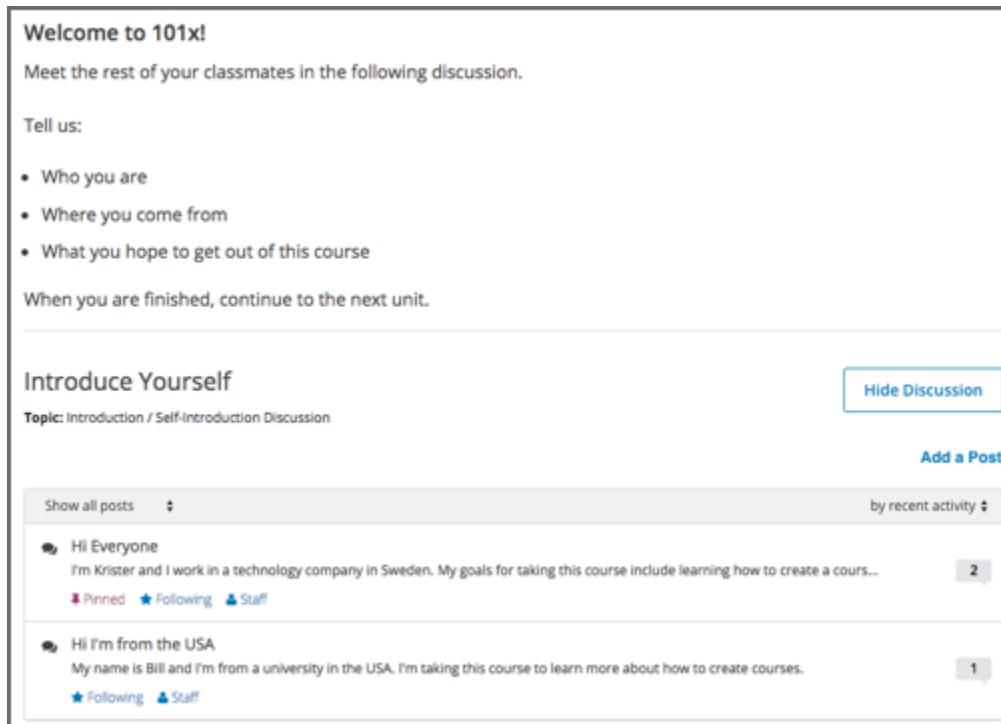 Welcome to 101x!
Meet the rest of your classmates in the following discussion.
Tell us:
• Who you are
• Where you come from
• What you hope to get out of this course
When you are finished, continue to the next unit.
Introduce Yourself
Hide Discussion
Topic: Introduction / Self-Introduction Discussion
Add a Post
Show all posts by recent activity
Hi Everyone
I'm Krister and I work in a technology company in Sweden. My goals for taking this course include learning how to create a cours...
2
Pinned Following Staff
Hi I'm from the USA
My name is Bill and I'm from a university in the USA. I'm taking this course to learn more about how to create courses.
1
Following Staff